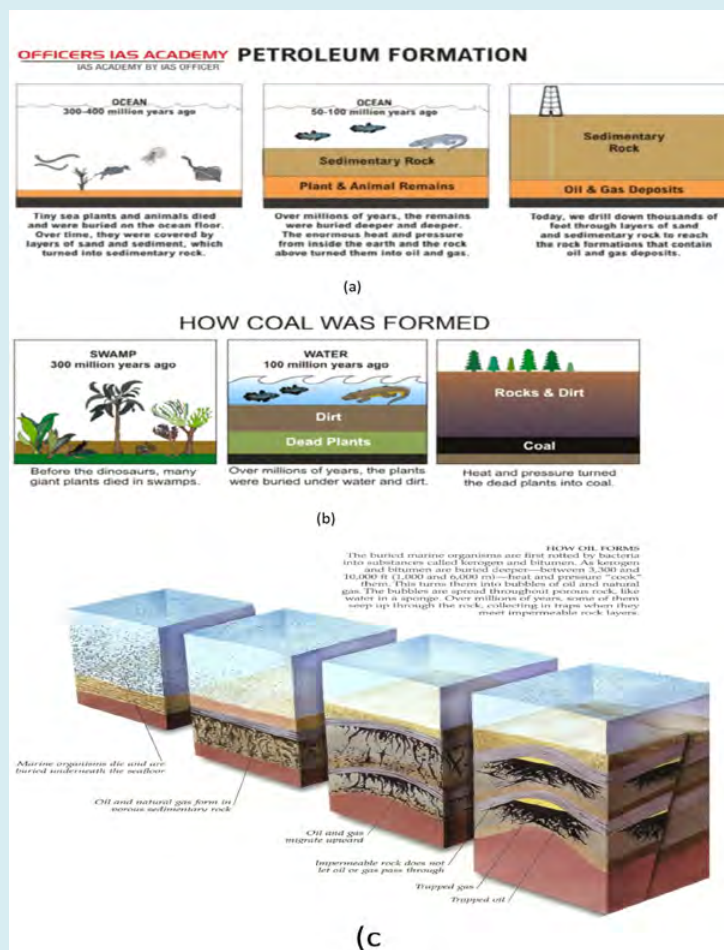 OFFICERS IAS ACADEMY
IAS ACADEMY BY IAS OFFICER
PETROLEUM FORMATION
OCEAN
300-400 million years ago
Tiny sea plants and animals died
and were buried on the ocean floor.
Over time, they were covered by
layers of sand and sediment, which
turned into sedimentary rock.
OCEAN
50-100 million years ago
Sedimentary Rock
Plant & Animal Remains
Over millions of years, the remains
were buried deeper and deeper.
The enormous heat and pressure
from inside the earth and the rock
above turned them into oil and gas.
Sedimentary
Rock
Oil & Gas Deposits
Today, we drill down thousands of
feet through layers of sand
and sedimentary rock to reach
the rock formations that contain
oil and gas deposits.
(a)
HOW COAL WAS FORMED
SWAMP
300 million years ago
Before the dinosaurs, many
giant plants died in swamps.
WATER
100 million years ago
Dirt
Dead Plants
Over millions of years, the plants
were buried under water and dirt.
Rocks & Dirt
Coal
Heat and pressure turned
the dead plants into coal.
(b)
HOW OIL FORMS
The buried marine organisms are first rotted by bacteria
into substances called kerogen and bitumen. As kerogen
and bitumen are buried deeper—between 3,300 and
10,000 ft (1,000 and 6,000 m)—heat and pressure "cook"
them. This turns them into bubbles of oil and natural
gas. The bubbles are spread throughout porous rock, like
water in a sponge. Over millions of years, some of them
seep up through the rock, collecting in traps when they
meet impermeable rock layers.
Marine organisms die and are
buried underneath the seafloor
Oil and natural gas form in
porous sedimentary rock
Oil and gas
migrate upward
Impermeable rock does not
let oil or gas pass through
Trapped gas
Trapped oil
(c